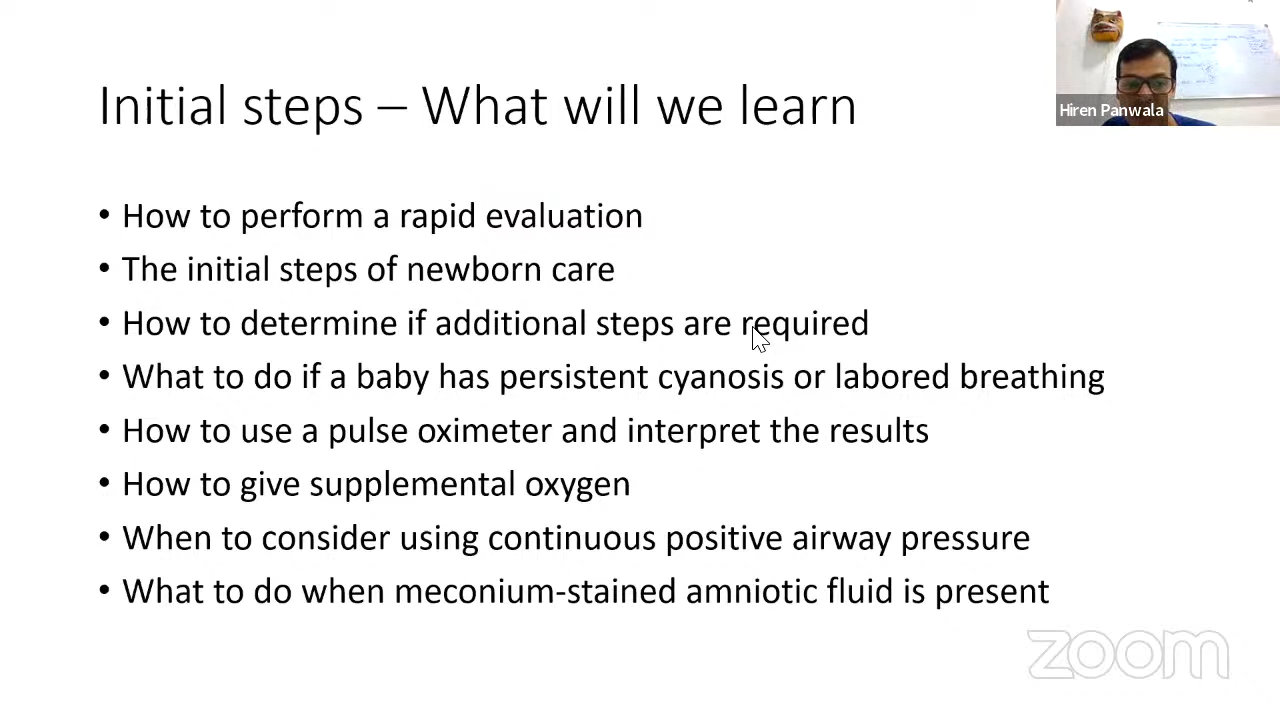 Initial steps – What will we learn
Hiren Panwala
• How to perform a rapid evaluation
• The initial steps of newborn care
• How to determine if additional steps are required
• What to do if a baby has persistent cyanosis or labored breathing
• How to use a pulse oximeter and interpret the results
• How to give supplemental oxygen
• When to consider using continuous positive airway pressure
• What to do when meconium-stained amniotic fluid is present
zoom